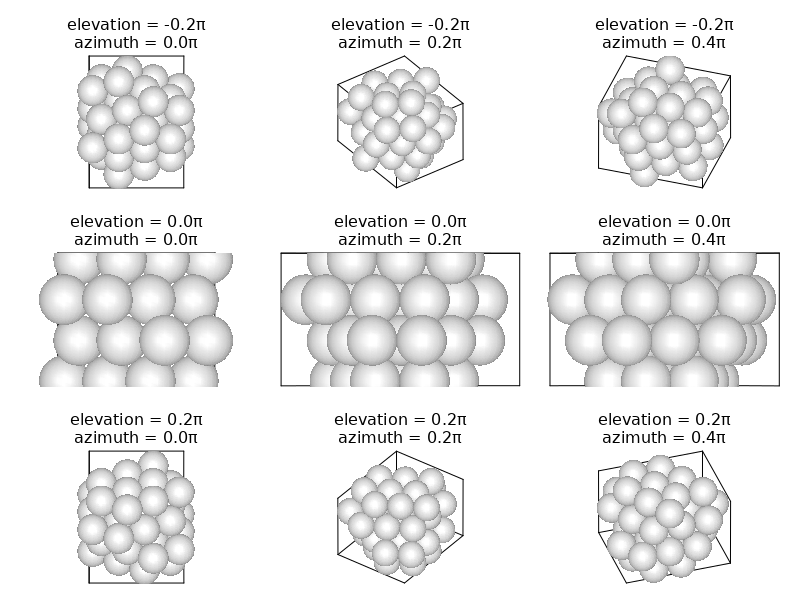 elevation = -0.2π
azimuth = 0.0π
elevation = -0.2π
azimuth = 0.2π
elevation = -0.2π
azimuth = 0.4π
elevation = 0.0π
azimuth = 0.0π
elevation = 0.0π
azimuth = 0.2π
elevation = 0.0π
azimuth = 0.4π
elevation = 0.2π
azimuth = 0.0π
elevation = 0.2π
azimuth = 0.2π
elevation = 0.2π
azimuth = 0.4π